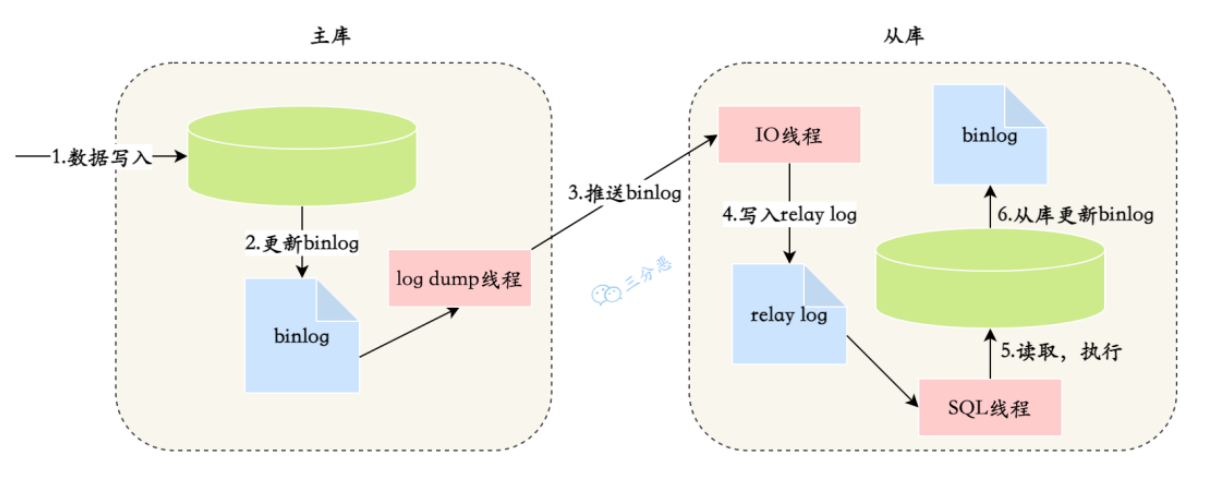 主库
从库
1.数据写入
2.更新binlog
binlog
log dump线程
3.推送binlog
IO线程
4.写入relay log
relay log
SQL线程
5.读取，执行
6.从库更新binlog
binlog
三分恶